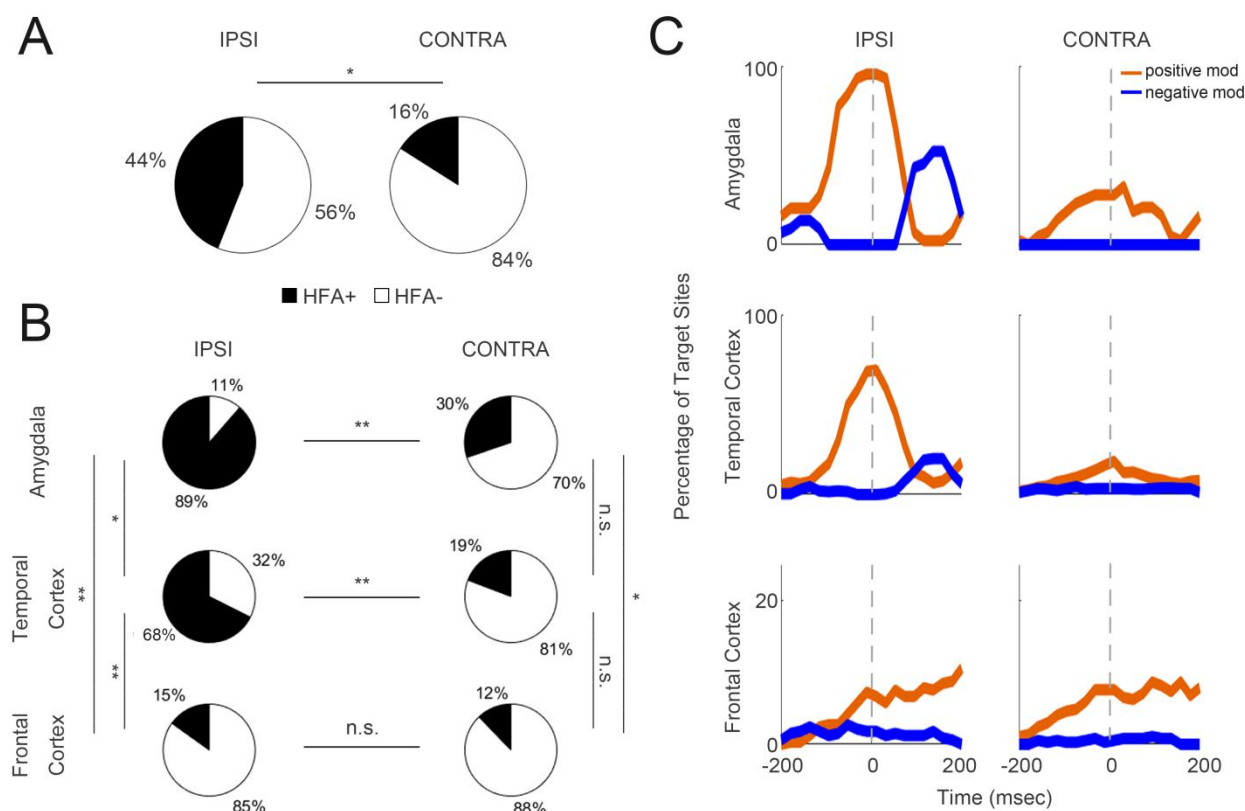 A
IPSI
CONTRA
*
44%
56%
16%
84%
HFA+
HFA-
B
IPSI
CONTRA
Amygdala
11%
89%
**
30%
70%
*
n.s.
Temporal
Cortex
32%
68%
**
19%
81%
**
*
**
n.s.
Frontal
Cortex
15%
85%
n.s.
12%
88%
C
IPSI
CONTRA
positive mod
negative mod
Percentage of Target Sites
Amygdala
100
0
Temporal Cortex
100
0
Frontal Cortex
20
0
-200
0
200
-200
0
200
Time (msec)